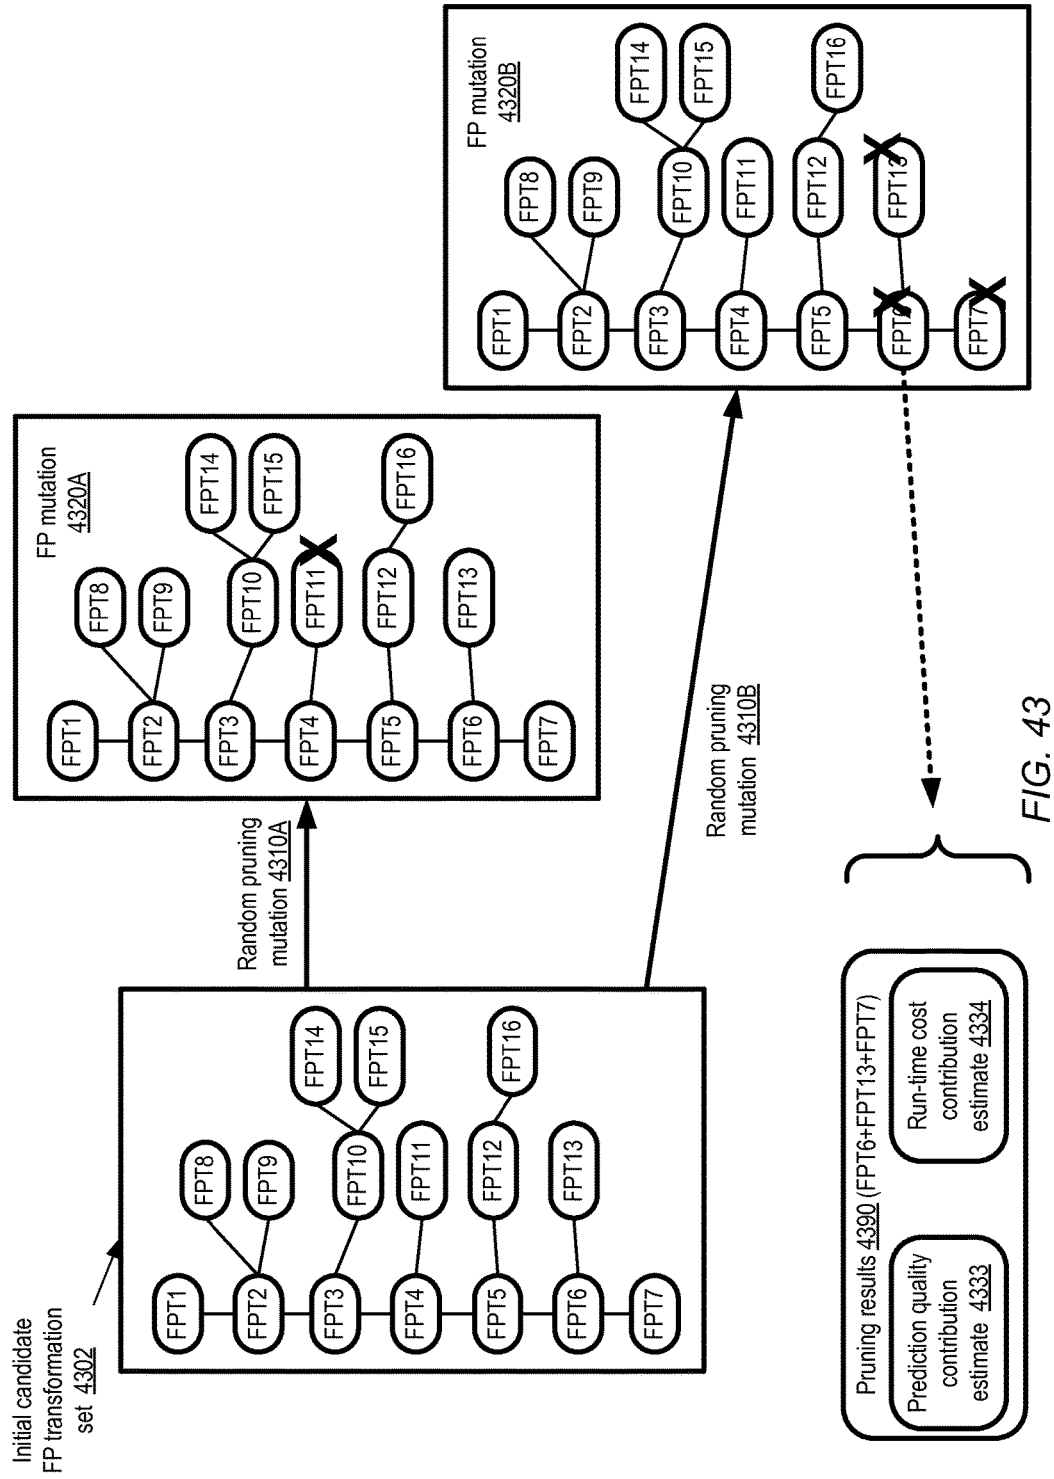 Initial candidate
FP transformation
set 4302
FPT1
FPT2
FPT3
FPT4
FPT5
FPT6
FPT7
FPT8
FPT9
FPT10
FPT11
FPT12
FPT13
FPT14
FPT15
FPT16
Random pruning
mutation 4310A
FP mutation
4320A
FPT1
FPT2
FPT3
FPT4
FPT5
FPT6
FPT7
FPT8
FPT9
FPT10
FPT11
FPT12
FPT13
FPT14
FPT15
FPT16
Random pruning
mutation 4310B
FP mutation
4320B
FPT1
FPT2
FPT3
FPT4
FPT5
FPT6
FPT7
FPT8
FPT9
FPT10
FPT11
FPT12
FPT13
FPT14
FPT15
FPT16
Pruning results 4390 (FPT6+FPT13+FPT7)
Prediction quality
contribution
estimate 4333
Run-time cost
contribution
estimate 4334
FIG. 43